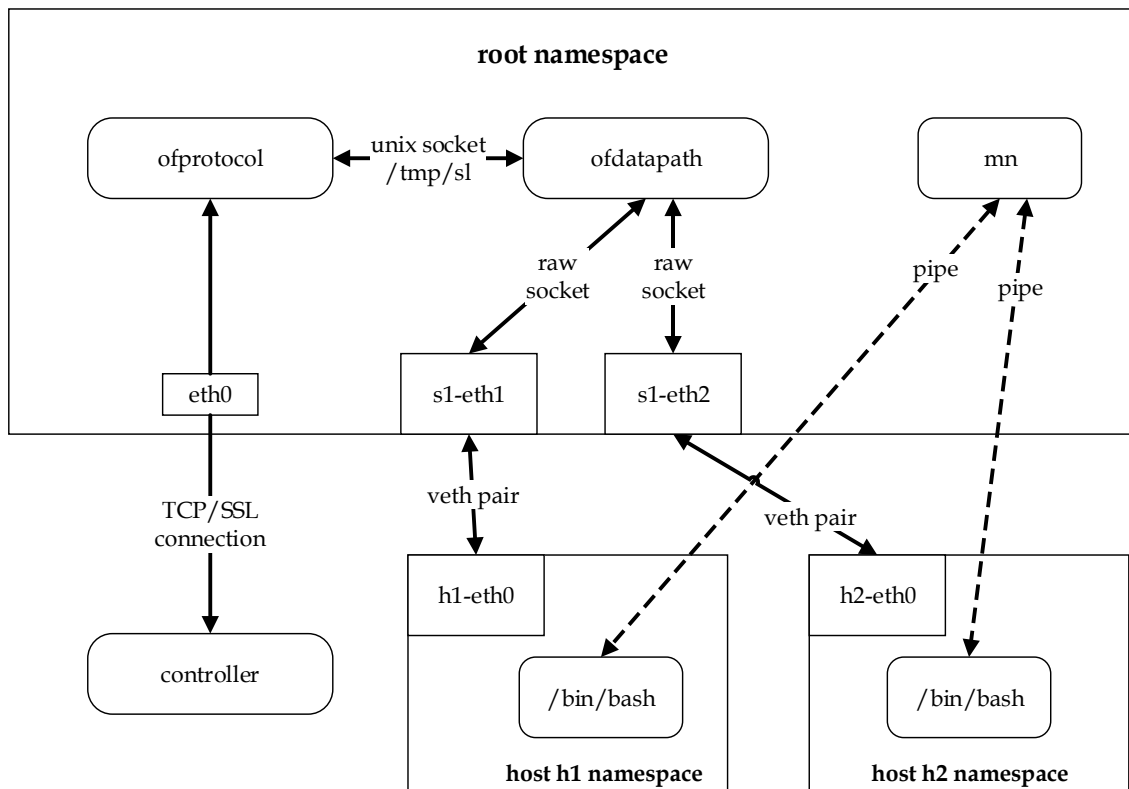 root namespace
ofprotocol
unix socket
/tmp/sl
ofdatapath
mn
raw
socket
raw
socket
pipe
pipe
eth0
s1-eth1
s1-eth2
TCP/SSL
connection
veth pair
veth pair
h1-eth0
h2-eth0
controller
/bin/bash
/bin/bash
host h1 namespace
host h2 namespace